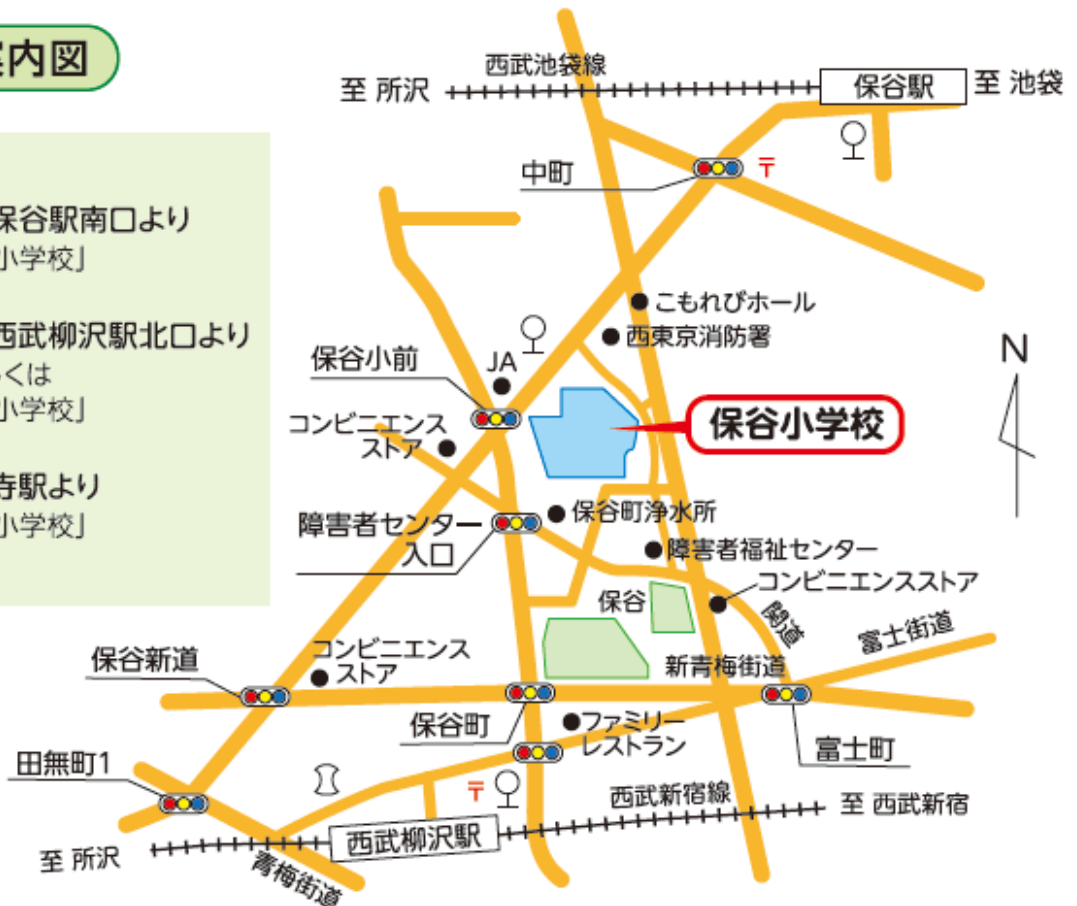 案内図
保谷駅南口より
小学校」
西武柳沢駅北口より
くは
小学校」
寺駅より
小学校」
西武池袋線
至 所沢
保谷駅
至 池袋
中町
〒
こもれびホール
西東京消防署
N
保谷小前
JA
保谷小学校
コンビニエンス
ストア
障害者センター
入口
保谷町浄水所
障害者福祉センター
コンビニエンスストア
保谷
関道
富士街道
保谷新道
コンビニエンス
ストア
新青梅街道
保谷町
ファミリー
レストラン
富士町
田無町1
〒
西武新宿線
至 西武新宿
西武柳沢駅
至 所沢
青梅街道